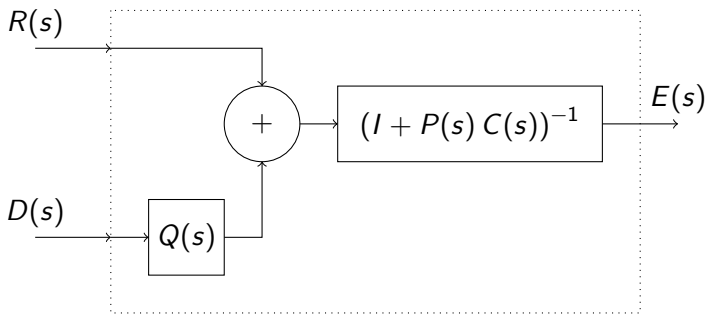 R(s)
+
(I + P(s) C(s))⁻¹
E(s)
D(s)
Q(s)